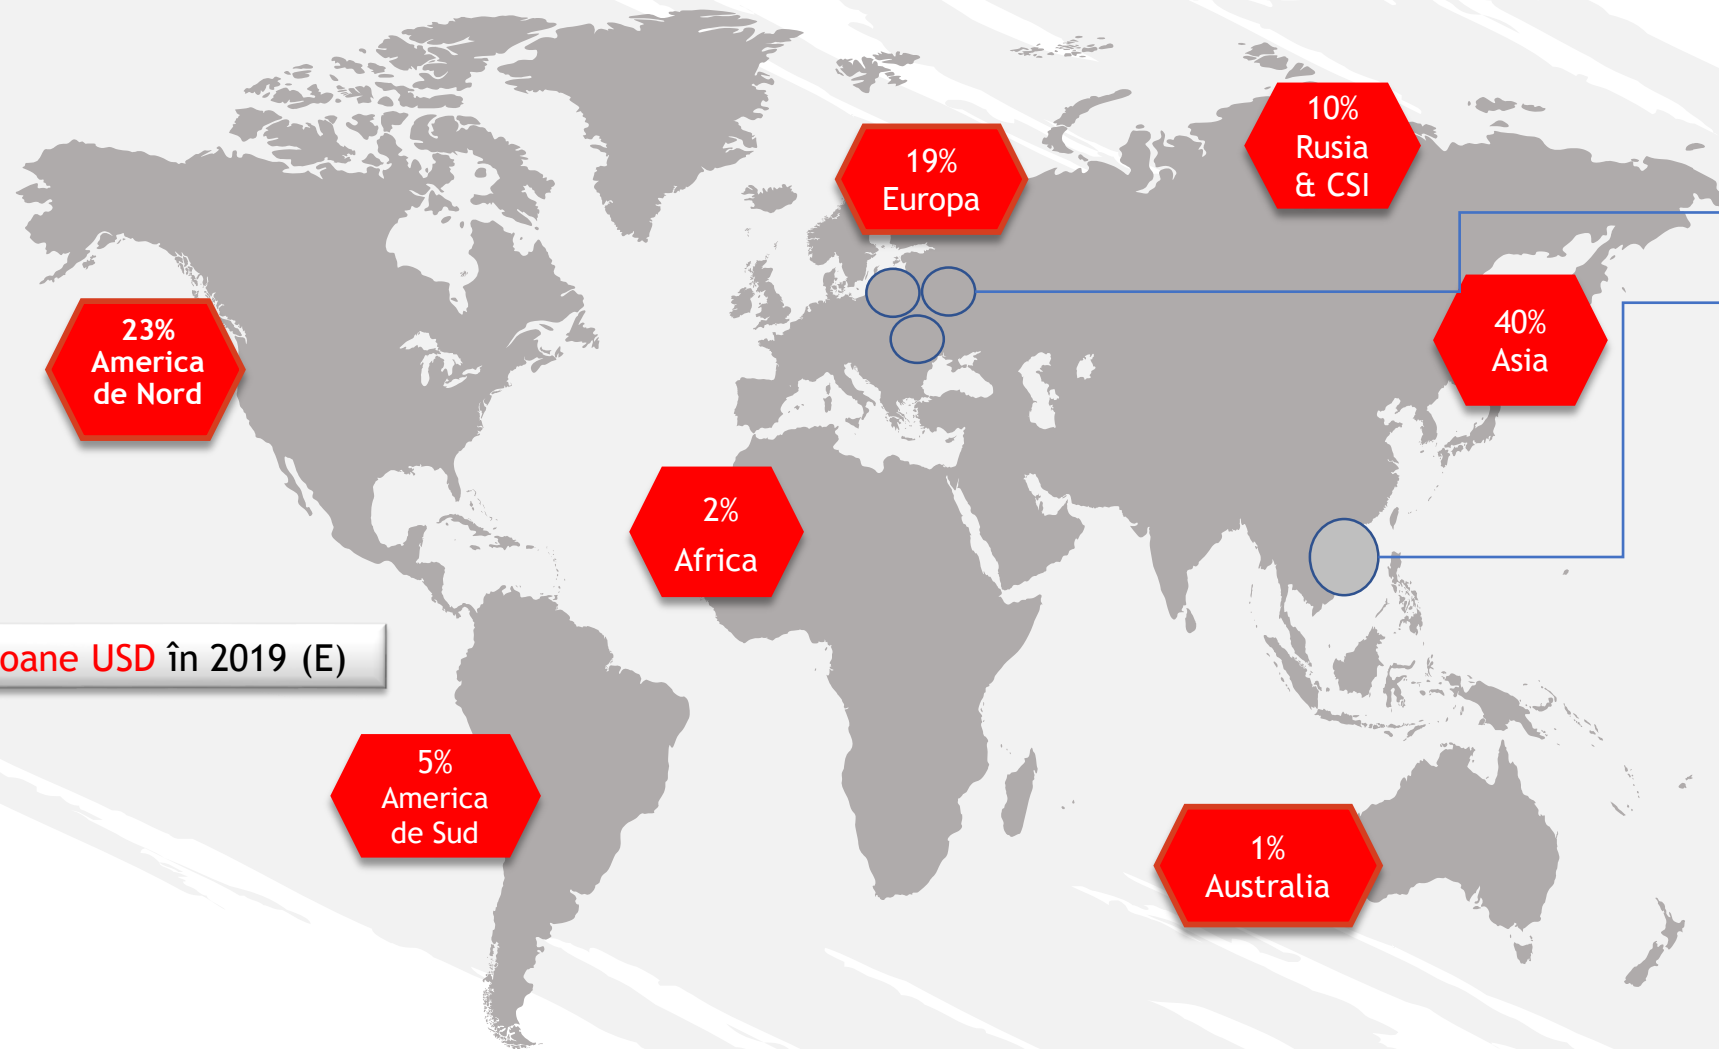 10%
Rusia
& CSI
19%
Europa
23%
America
de Nord
40%
Asia
2%
Africa
oane USD în 2019 (E)
5%
America
de Sud
1%
Australia